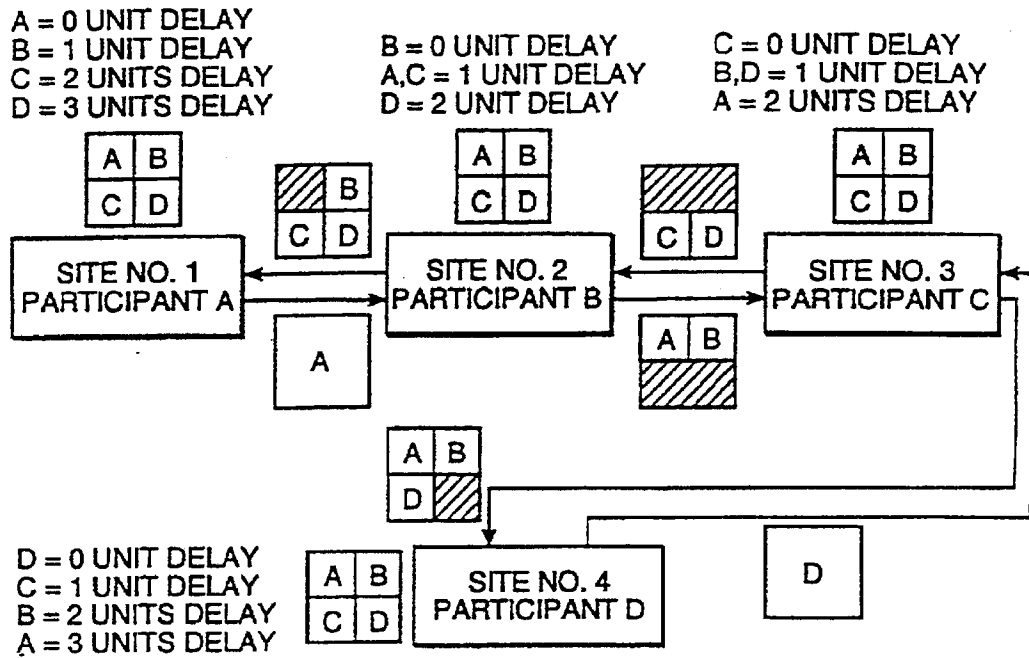 A = 0 UNIT DELAY
B = 1 UNIT DELAY
C = 2 UNITS DELAY
D = 3 UNITS DELAY
B = 0 UNIT DELAY
A,C = 1 UNIT DELAY
D = 2 UNIT DELAY
C = 0 UNIT DELAY
B,D = 1 UNIT DELAY
A = 2 UNITS DELAY
A B
C D
B
C D
A B
C D
C D
A B
C D
SITE NO. 1
PARTICIPANT A
SITE NO. 2
PARTICIPANT B
SITE NO. 3
PARTICIPANT C
A
A B
A B
D
D = 0 UNIT DELAY
C = 1 UNIT DELAY
B = 2 UNITS DELAY
A = 3 UNITS DELAY
A B
C D
SITE NO. 4
PARTICIPANT D
D